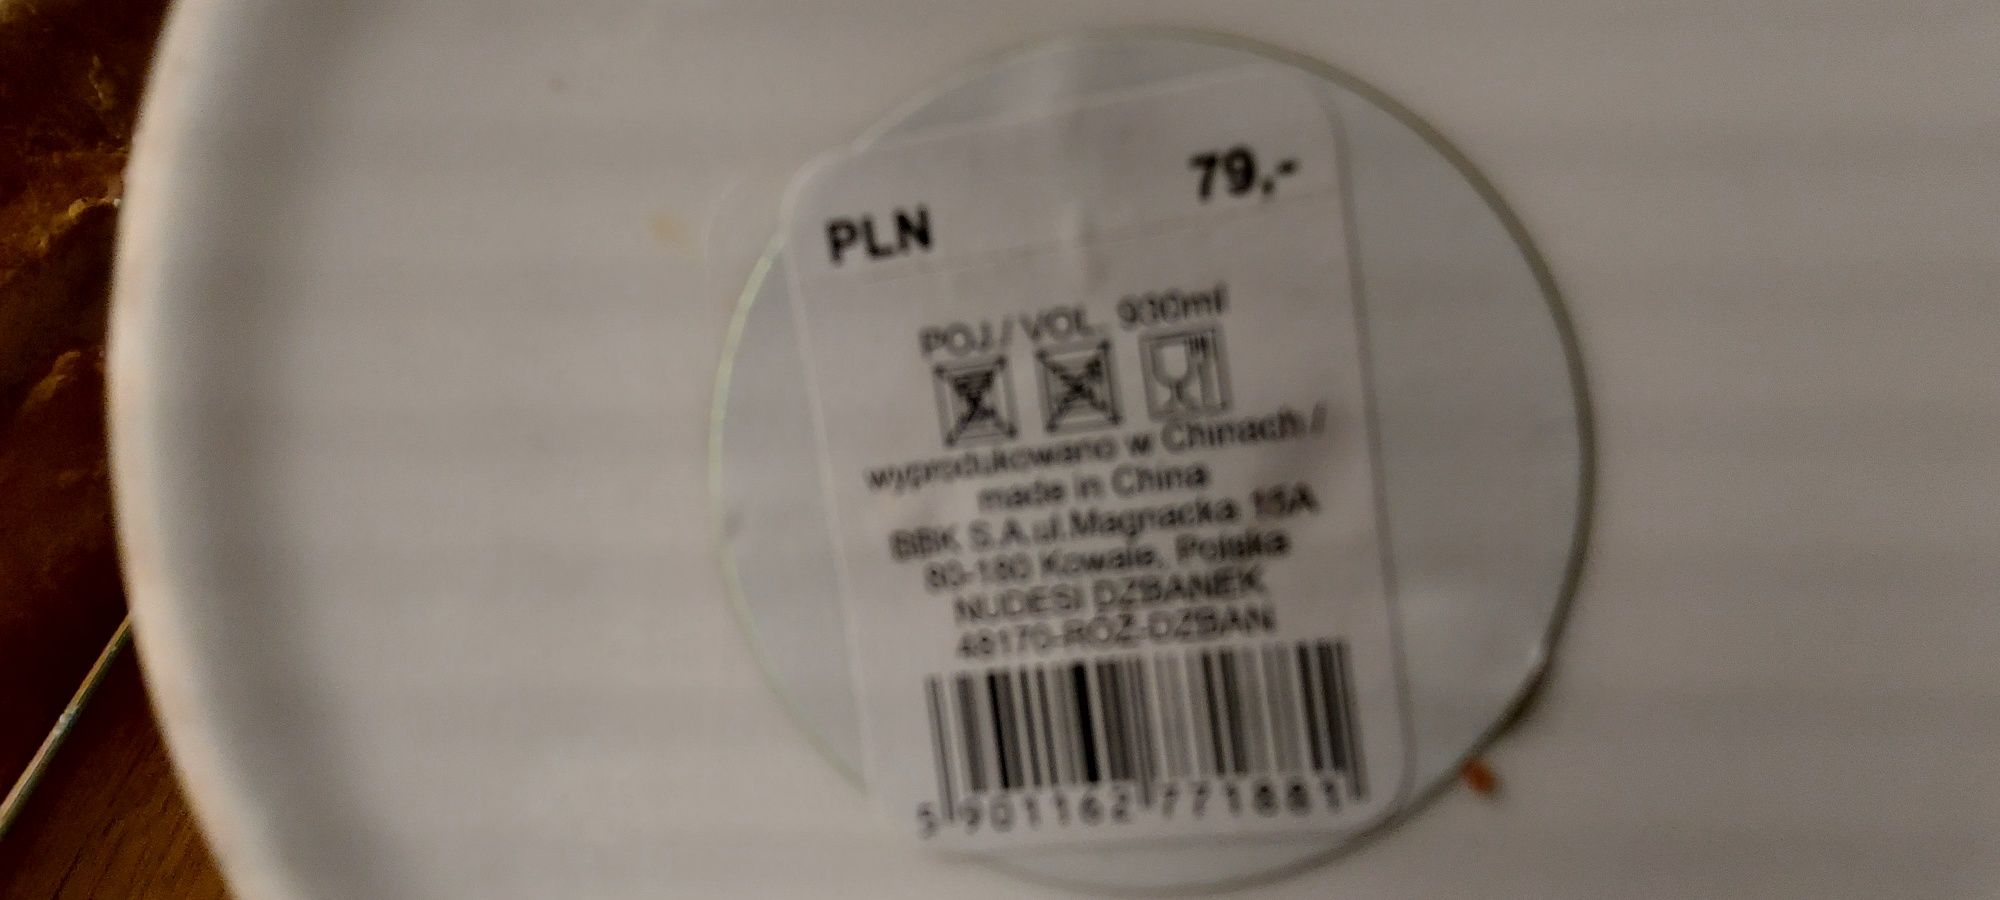 PLN 79,-
POJ./VOL. 930ml
wyprodukowano w Chinach /
made in China
BBK S.A.ul.Magnacka 15A
80-180 Kowale, Polska
NUDESI DZBANEK
48170-RÓŻ-DZBAN
5 901162 771881